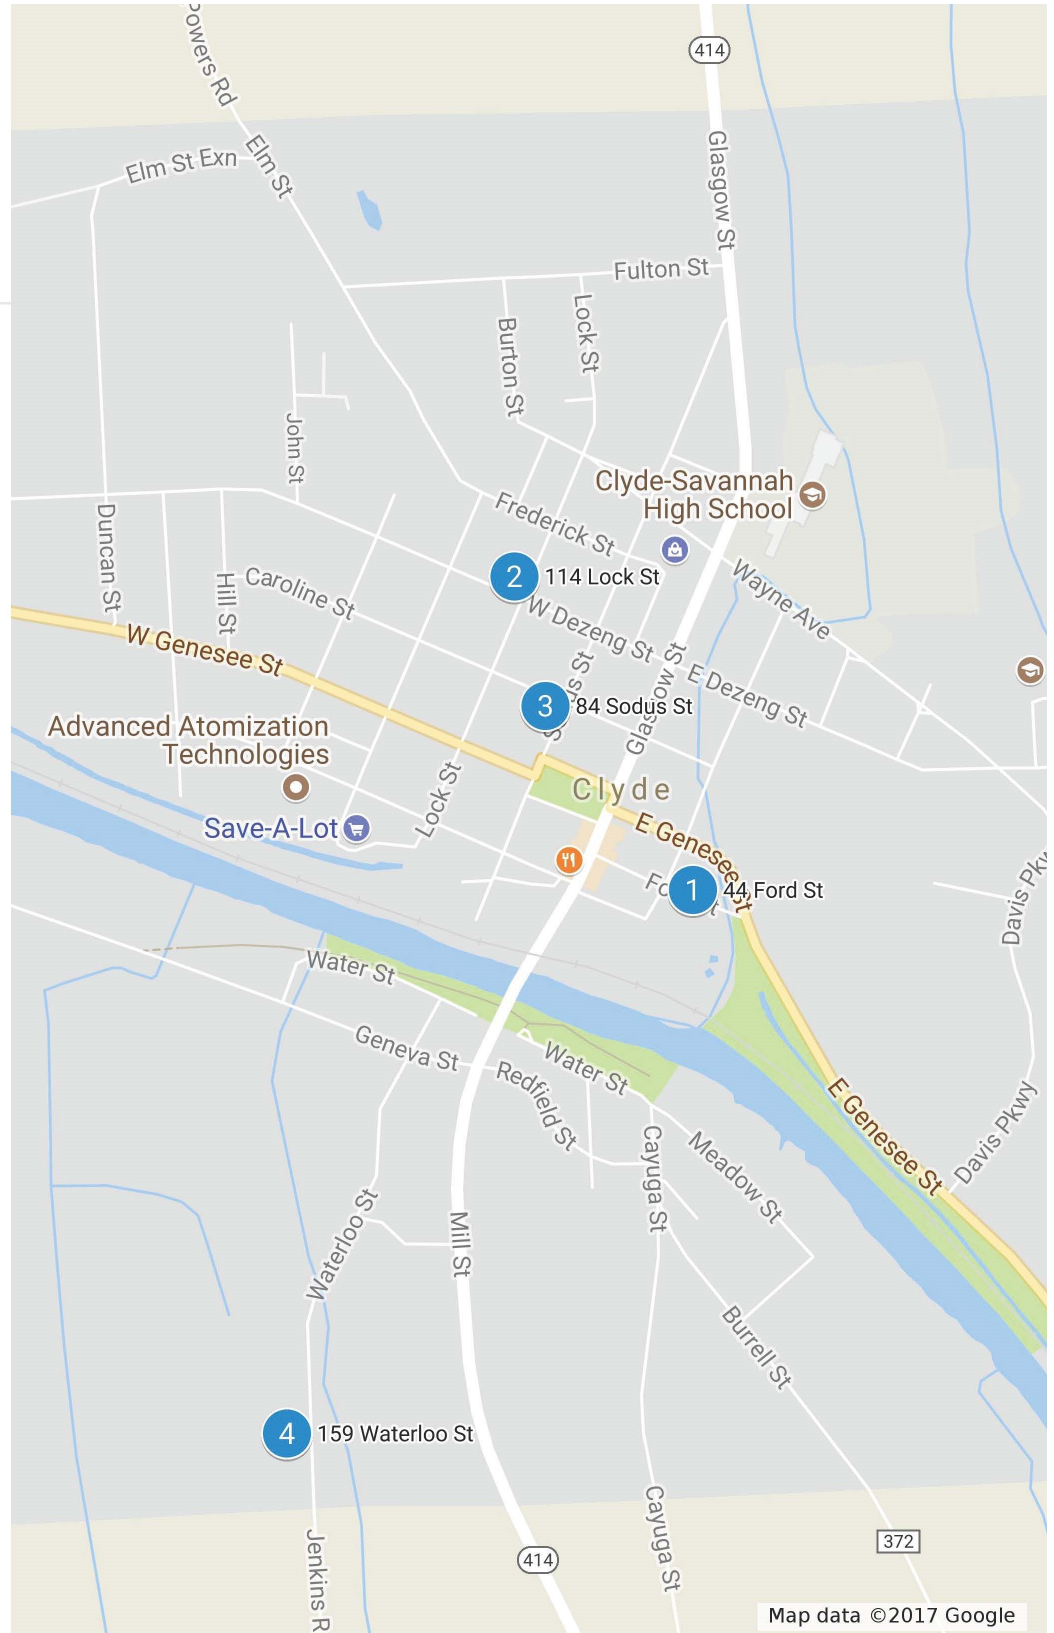 Powers Rd
414
Elm St Exn
Elm St
Glasgow St
Fulton St
Lock St
Burton St
John St
Clyde-Savannah
High School
Frederick St
Duncan St
Hill St
Caroline St
2
114 Lock St
Wayne Ave
W Dezeng St
W Genesee St
E Dezeng St
3
84 Sodus St
Glasgow St
Advanced Atomization
Technologies
Clyde
Lock St
Save-A-Lot
E Genesee St
1
44 Ford St
Davis Pkwy
Water St
Geneva St
Water St
Redfield St
E Genesee St
Davis Pkwy
Cayuga St
Meadow St
Waterloo St
Mill St
Burrell St
4
159 Waterloo St
Cayuga St
Jenkins R
414
372
Map data ©2017 Google